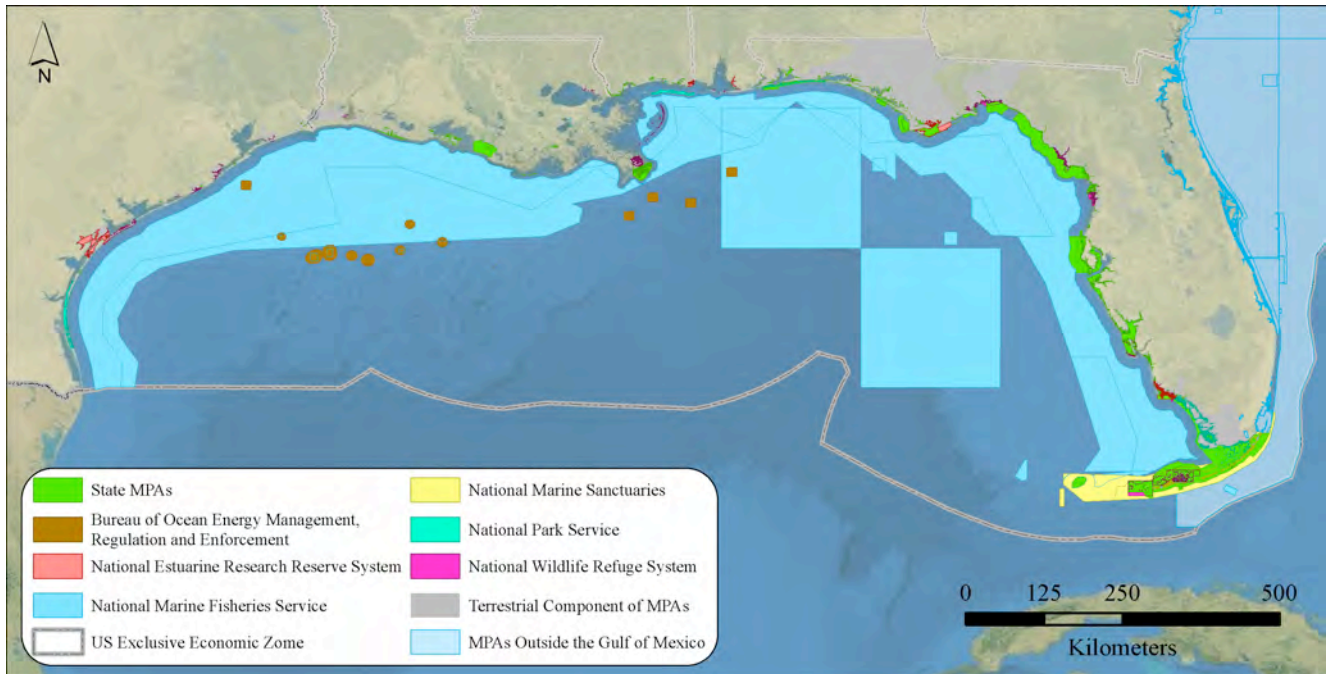 N
State MPAs
Bureau of Ocean Energy Management,
Regulation and Enforcement
National Estuarine Research Reserve System
National Marine Fisheries Service
US Exclusive Economic Zome
National Marine Sanctuaries
National Park Service
National Wildlife Refuge System
Terrestrial Component of MPAs
MPAs Outside the Gulf of Mexico
0 125 250 500
Kilometers